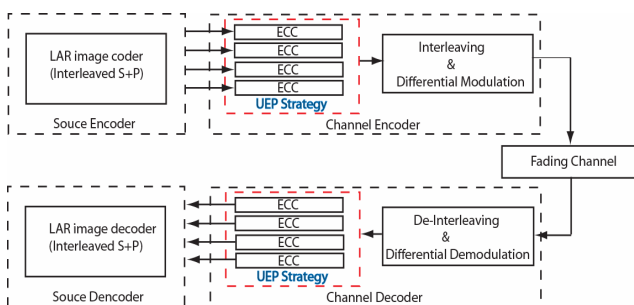 LAR image coder
(Interleaved S+P)
Souce Encoder
ECC
ECC
ECC
ECC
UEP Strategy
Interleaving
&
Differential Modulation
Channel Encoder
Fading Channel
LAR image decoder
(Interleaved S+P)
Souce Dencoder
ECC
ECC
ECC
ECC
UEP Strategy
De-Interleaving
&
Differential Demodulation
Channel Decoder